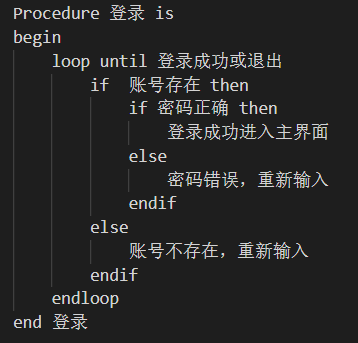 Procedure 登录 is
begin
loop until 登录成功或退出
if  账号存在 then
if 密码正确 then
登录成功进入主界面
else
密码错误，重新输入
endif
else
账号不存在，重新输入
endif
endloop
end 登录